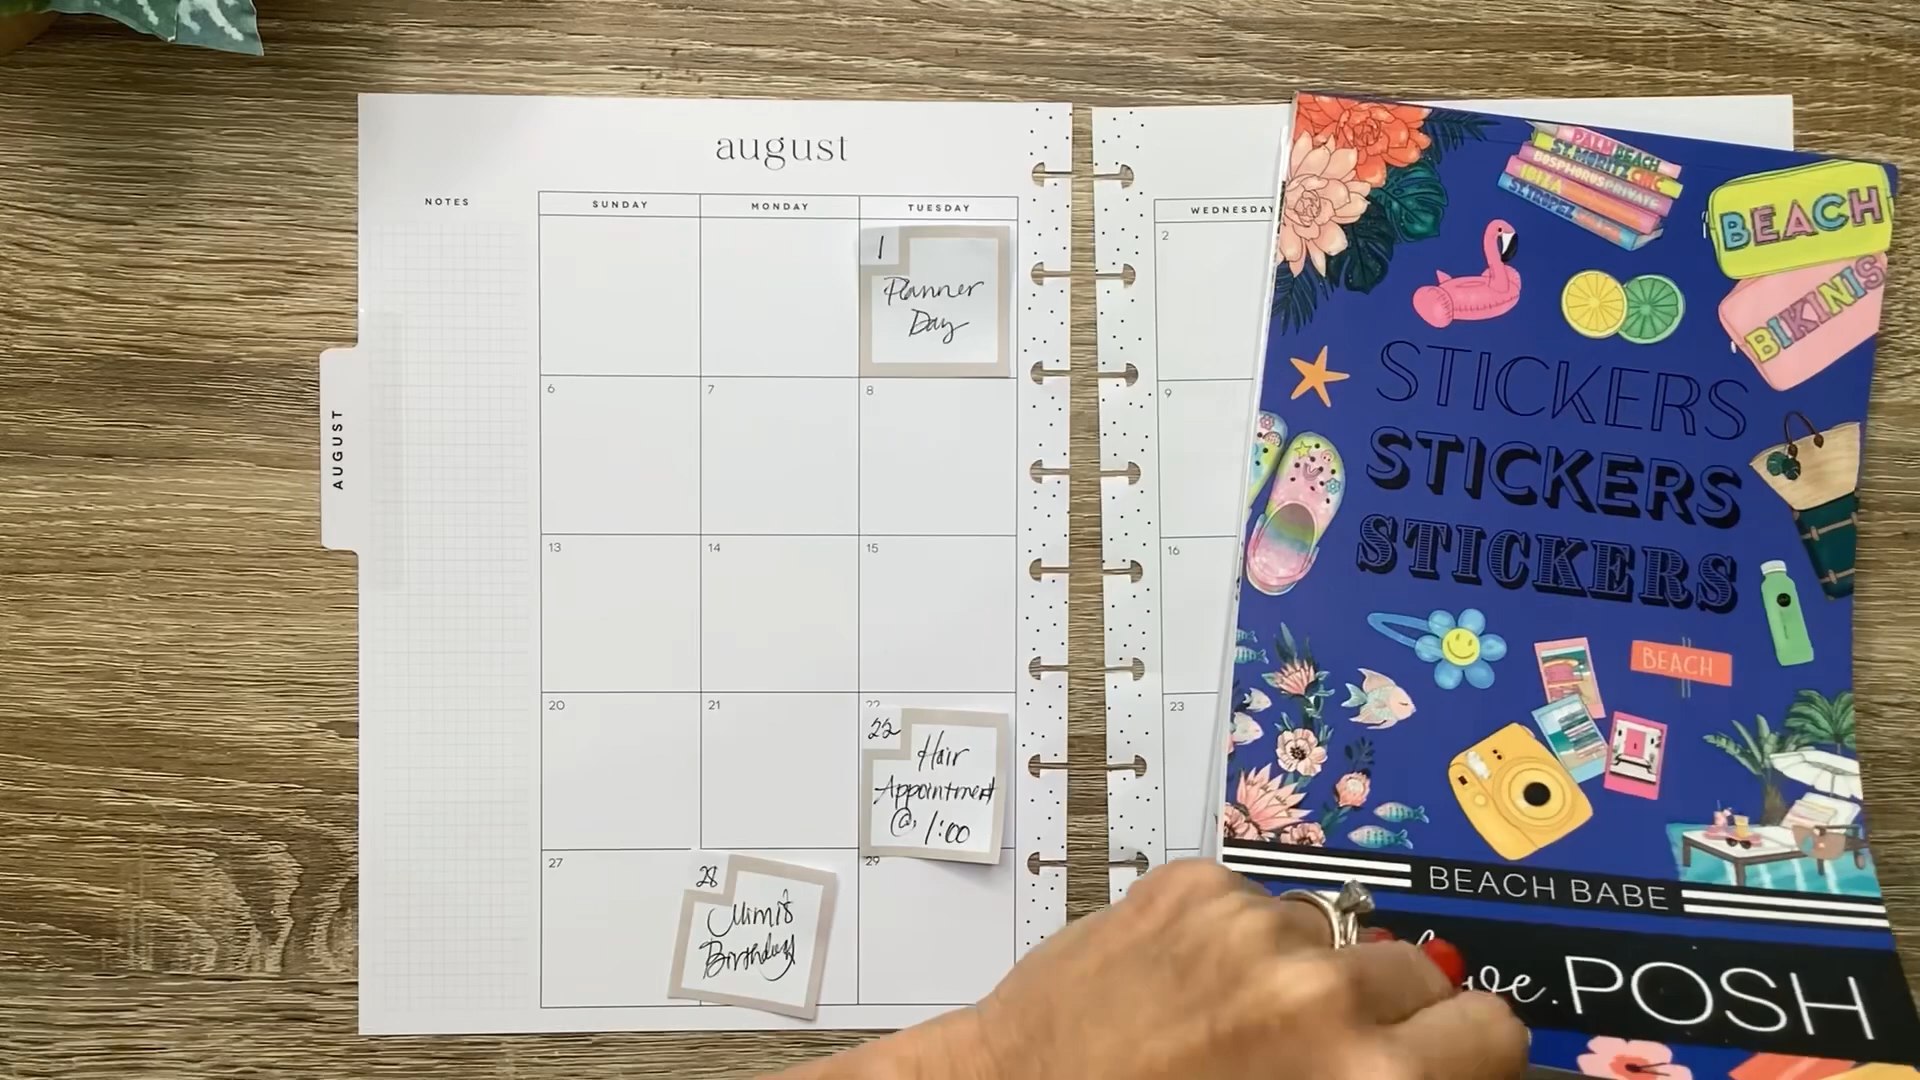 august
NOTES
SUNDAY
MONDAY
TUESDAY
AUGUST
1
Planner
Day
6
7
8
13
14
15
20
21
22
22
Hair
Appointment
@ 1:00
27
28
Mimi's
Birthday
29
WEDNESDAY
2
9
16
23
PALM BEACH
ST. MORITZ CHIC
BOSPHORUS PRIVATE
IBIZA
ST. TROPEZ
BEACH
BIKINIS
STICKERS
STICKERS
STICKERS
BEACH
BEACH BABE
POSH